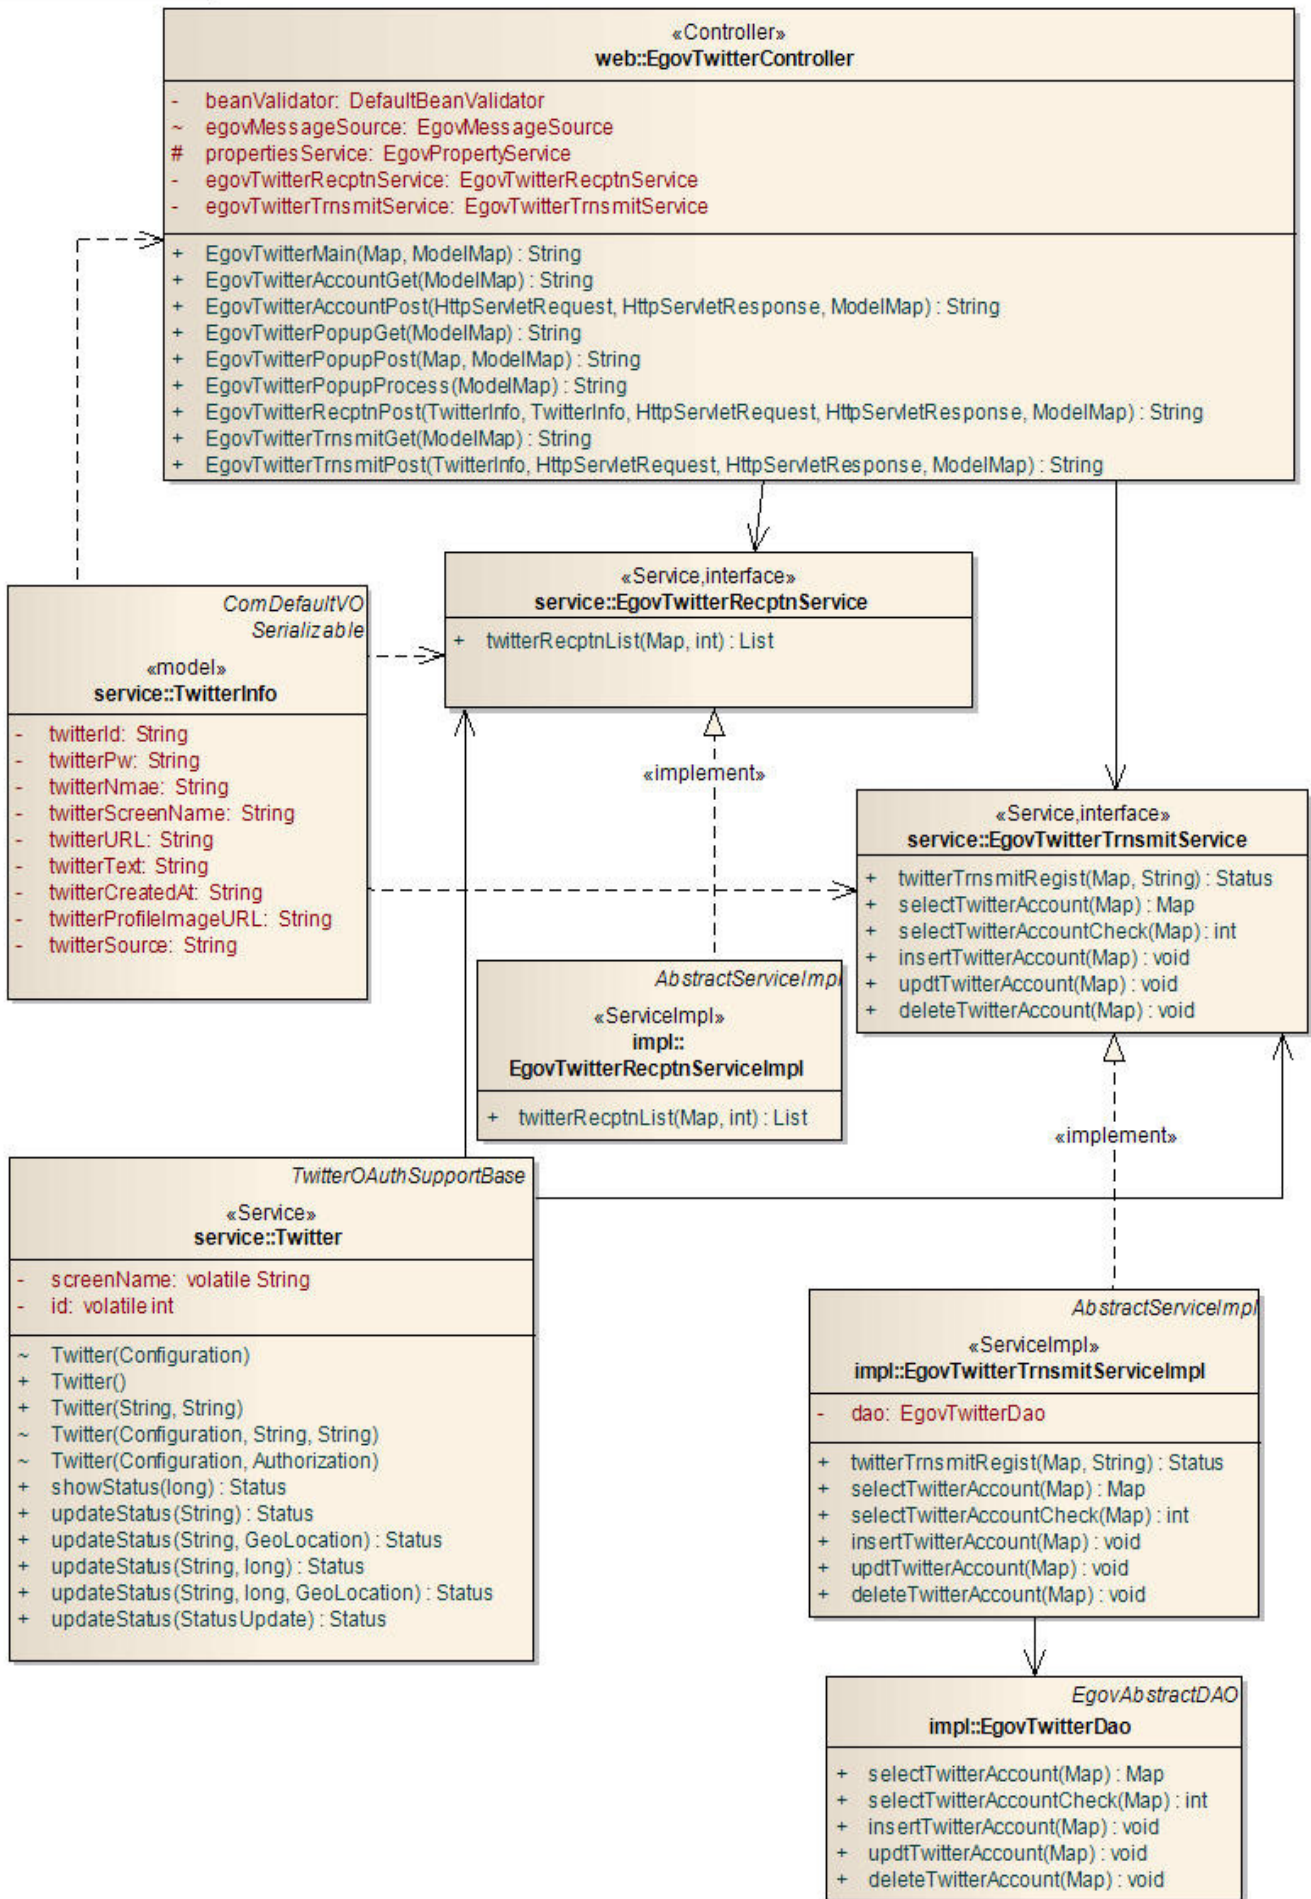 «Controller»
web::EgovTwitterController
- beanValidator: DefaultBeanValidator
~ egovMessageSource: EgovMessageSource
# propertiesService: EgovPropertyService
- egovTwitterRecptnService: EgovTwitterRecptnService
- egovTwitterTrnsmitService: EgovTwitterTrnsmitService
+ EgovTwitterMain(Map, ModelMap) : String
+ EgovTwitterAccountGet(ModelMap) : String
+ EgovTwitterAccountPost(HttpServletRequest, HttpServletResponse, ModelMap) : String
+ EgovTwitterPopupGet(ModelMap) : String
+ EgovTwitterPopupPost(Map, ModelMap) : String
+ EgovTwitterPopupProcess(ModelMap) : String
+ EgovTwitterRecptnPost(TwitterInfo, TwitterInfo, HttpServletRequest, HttpServletResponse, ModelMap) : String
+ EgovTwitterTrnsmitGet(ModelMap) : String
+ EgovTwitterTrnsmitPost(TwitterInfo, HttpServletRequest, HttpServletResponse, ModelMap) : String
«Service,interface»
service::EgovTwitterRecptnService
+ twitterRecptnList(Map, int) : List
ComDefaultVO
Serializable
«model»
service::TwitterInfo
- twitterId: String
- twitterPw: String
- twitterNmae: String
- twitterScreenName: String
- twitterURL: String
- twitterText: String
- twitterCreatedAt: String
- twitterProfileImageURL: String
- twitterSource: String
«implement»
«Service,interface»
service::EgovTwitterTrnsmitService
+ twitterTrnsmitRegist(Map, String) : Status
+ selectTwitterAccount(Map) : Map
+ selectTwitterAccountCheck(Map) : int
+ insertTwitterAccount(Map) : void
+ updtTwitterAccount(Map) : void
+ deleteTwitterAccount(Map) : void
AbstractServiceImpl
«ServiceImpl»
impl::
EgovTwitterRecptnServiceImpl
+ twitterRecptnList(Map, int) : List
«implement»
TwitterOAuthSupportBase
«Service»
service::Twitter
- screenName: volatile String
- id: volatile int
~ Twitter(Configuration)
+ Twitter()
+ Twitter(String, String)
~ Twitter(Configuration, String, String)
~ Twitter(Configuration, Authorization)
+ showStatus(long) : Status
+ updateStatus(String) : Status
+ updateStatus(String, GeoLocation) : Status
+ updateStatus(String, long) : Status
+ updateStatus(String, long, GeoLocation) : Status
+ updateStatus(StatusUpdate) : Status
AbstractServiceImpl
«ServiceImpl»
impl::EgovTwitterTrnsmitServiceImpl
- dao: EgovTwitterDao
+ twitterTrnsmitRegist(Map, String) : Status
+ selectTwitterAccount(Map) : Map
+ selectTwitterAccountCheck(Map) : int
+ insertTwitterAccount(Map) : void
+ updtTwitterAccount(Map) : void
+ deleteTwitterAccount(Map) : void
EgovAbstractDAO
impl::EgovTwitterDao
+ selectTwitterAccount(Map) : Map
+ selectTwitterAccountCheck(Map) : int
+ insertTwitterAccount(Map) : void
+ updtTwitterAccount(Map) : void
+ deleteTwitterAccount(Map) : void